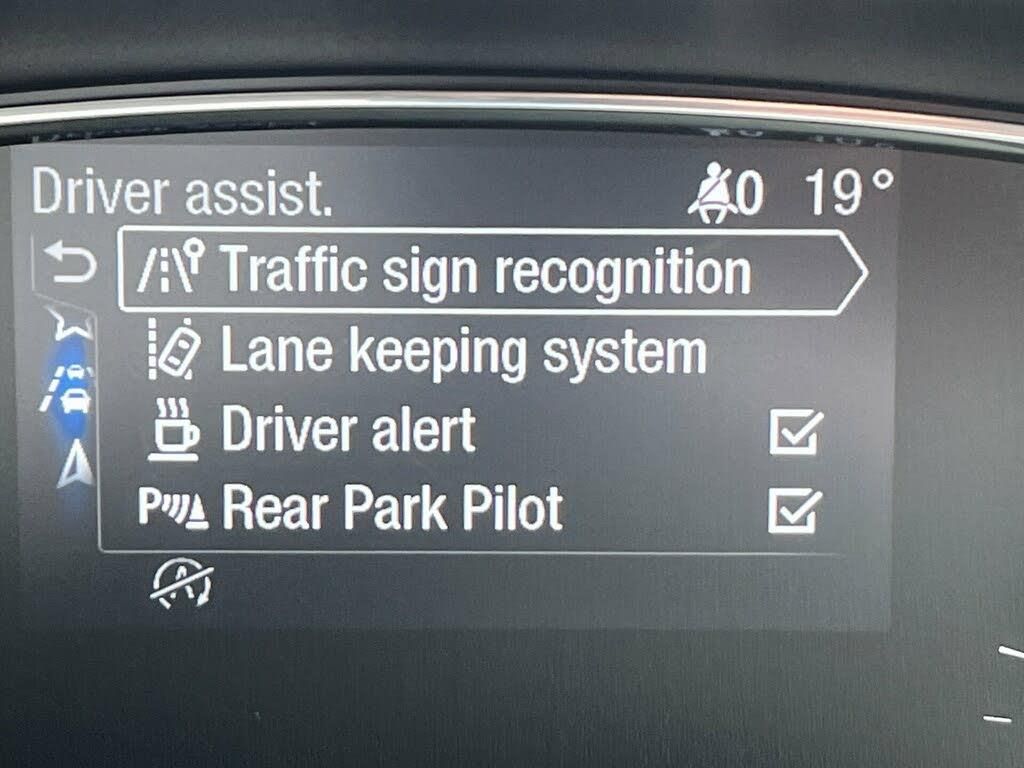 Driver assist. 0 19°
Traffic sign recognition
Lane keeping system
Driver alert
P Rear Park Pilot
A